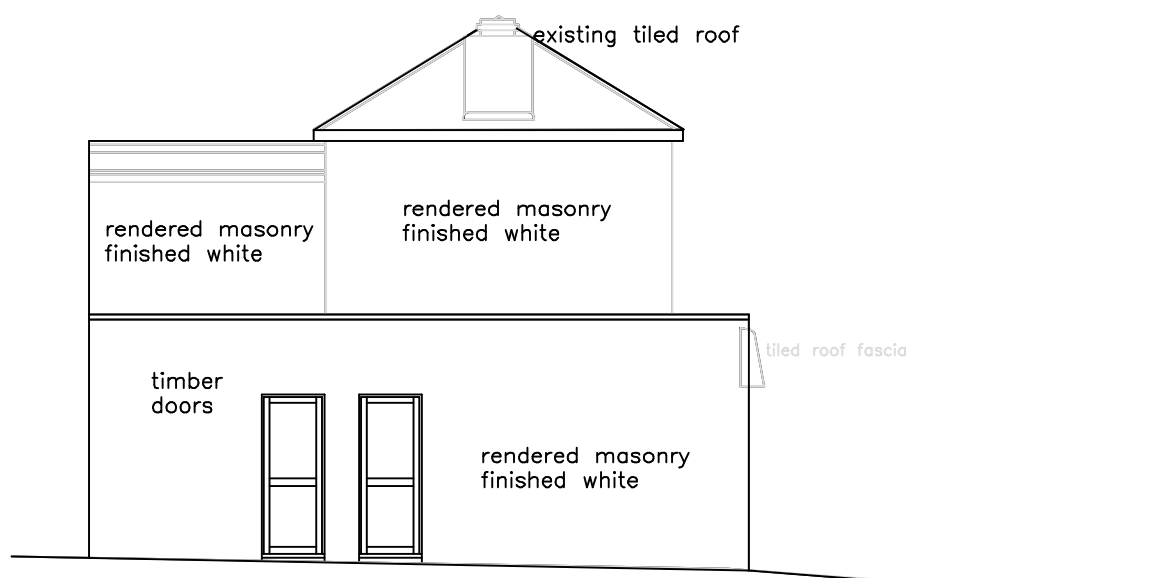 existing tiled roof
rendered masonry
finished white
rendered masonry
finished white
tiled roof fascia
timber
doors
rendered masonry
finished white